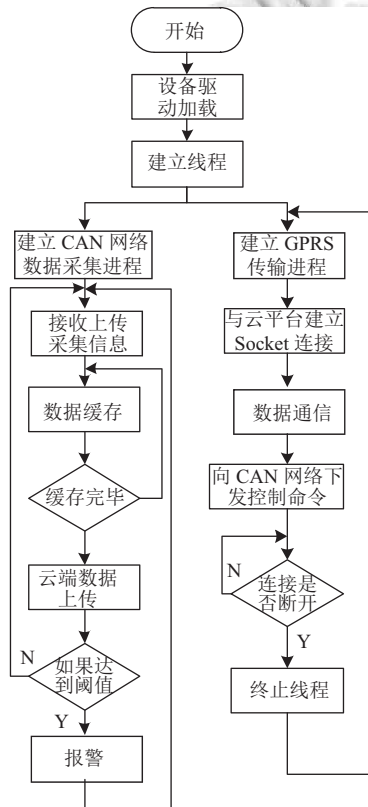 开始
设备驱
动加载
建立线程
建立 CAN 网络
数据采集进程
接收上传
采集信息
数据缓存
缓存完毕
云端数据
上传
N
如果达
到阈值
Y
报警
建立 GPRS
传输进程
与云平台建立
Socket 连接
数据通信
向 CAN 网络下
发控制命令
N
连接是
否断开
Y
终止线程